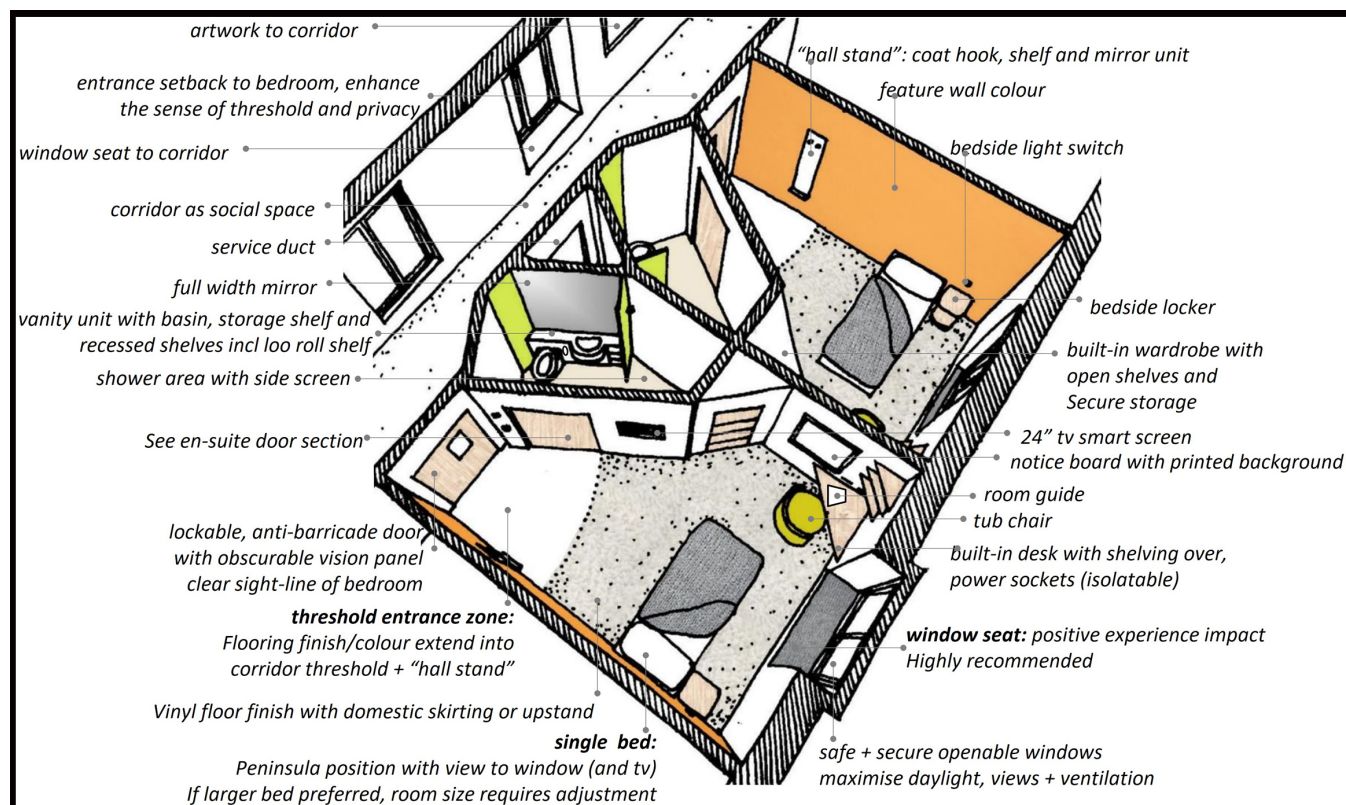 artwork to corridor
entrance setback to bedroom, enhance
the sense of threshold and privacy
window seat to corridor
corridor as social space
service duct
full width mirror
vanity unit with basin, storage shelf and
recessed shelves incl loo roll shelf
shower area with side screen
See en-suite door section
lockable, anti-barricade door
with obscurable vision panel
clear sight-line of bedroom
threshold entrance zone:
Flooring finish/colour extend into
corridor threshold + “hall stand”
Vinyl floor finish with domestic skirting or upstand
single bed:
Peninsula position with view to window (and tv)
If larger bed preferred, room size requires adjustment
“hall stand”: coat hook, shelf and mirror unit
feature wall colour
bedside light switch
bedside locker
built-in wardrobe with
open shelves and
Secure storage
24” tv smart screen
notice board with printed background
room guide
tub chair
built-in desk with shelving over,
power sockets (isolatable)
window seat: positive experience impact
Highly recommended
safe + secure openable windows
maximise daylight, views + ventilation